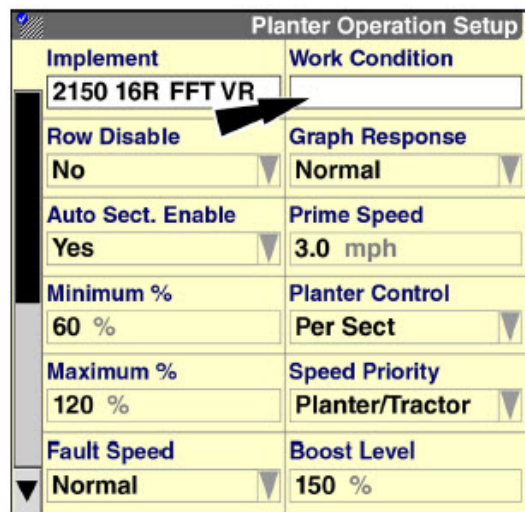 Planter Operation Setup
Implement Work Condition
2150 16R FFT VR
Row Disable Graph Response
No Normal
Auto Sect. Enable Prime Speed
Yes 3.0 mph
Minimum % Planter Control
60 % Per Sect
Maximum % Speed Priority
120 % Planter/Tractor
Fault Speed Boost Level
Normal 150 %